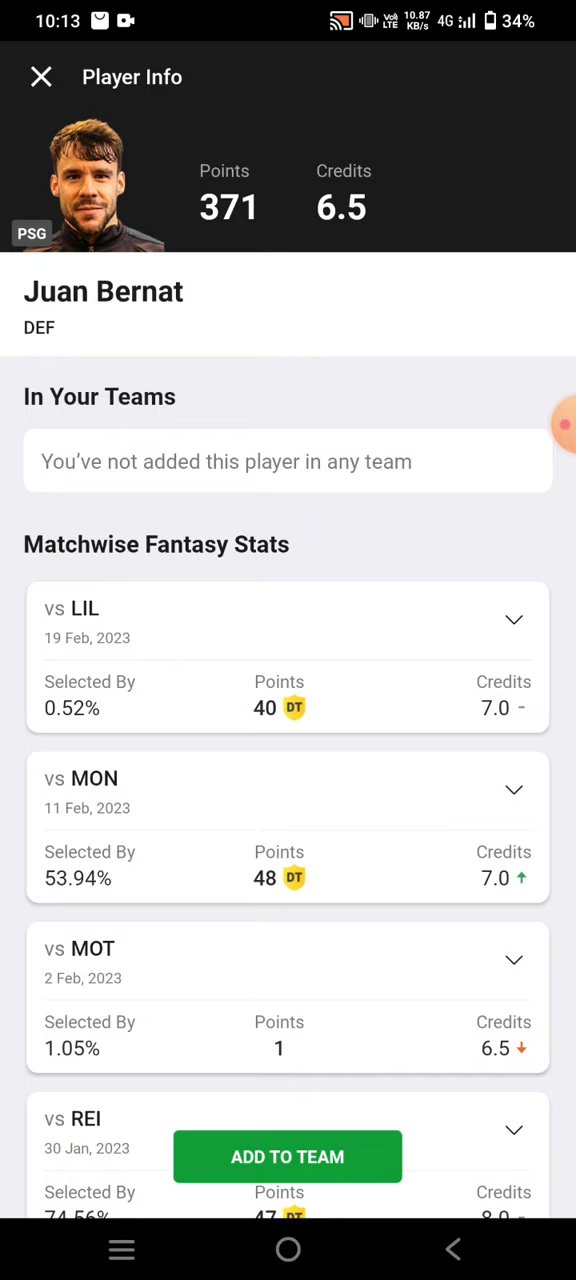 10:13 Vo) LTE 10.87 KB/s 4G 34%
Player Info
Points Credits
371 6.5
PSG
Juan Bernat
DEF
In Your Teams
You've not added this player in any team
Matchwise Fantasy Stats
vs LIL
19 Feb, 2023
Selected By Points Credits
0.52% 40 DT 7.0 -
vs MON
11 Feb, 2023
Selected By Points Credits
53.94% 48 DT 7.0
vs MOT
2 Feb, 2023
Selected By Points Credits
1.05% 1 6.5
vs REI
30 Jan, 2023
ADD TO TEAM
Selected By Points Credits
74.56% 47 DT 8.0 -